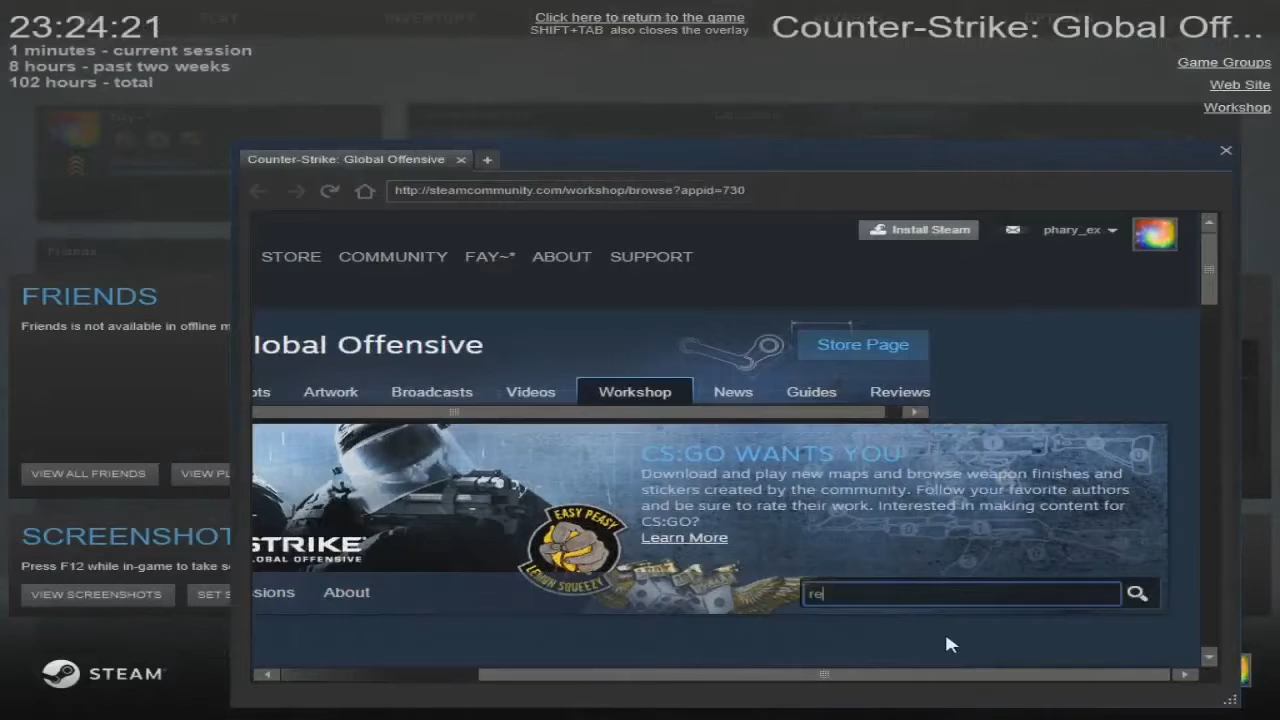 23:24:21
1 minutes - current session
8 hours - past two weeks
102 hours - total
Click here to return to the game
SHIFT+TAB also closes the overlay
Counter-Strike: Global Off...
Game Groups
Web Site
Workshop
Counter-Strike: Global Offensive
http://steamcommunity.com/workshop/browse?appid=730
Install Steam
phary_ex
STORE COMMUNITY FAY~* ABOUT SUPPORT
FRIENDS
Friends is not available in offline m
VIEW ALL FRIENDS
VIEW PL
lobal Offensive
Store Page
ots Artwork Broadcasts Videos Workshop News Guides Reviews
CS:GO WANTS YOU
Download and play new maps and browse weapon finishes and
stickers created by the community. Follow your favorite authors
and be sure to rate their work. Interested in making content for
CS:GO?
Learn More
STRIKE
GLOBAL OFFENSIVE
EASY PEASY
LEMON SQUEEZY
ssions About
re
SCREENSHOT
Press F12 while in-game to take s
VIEW SCREENSHOTS
SET S
STEAM